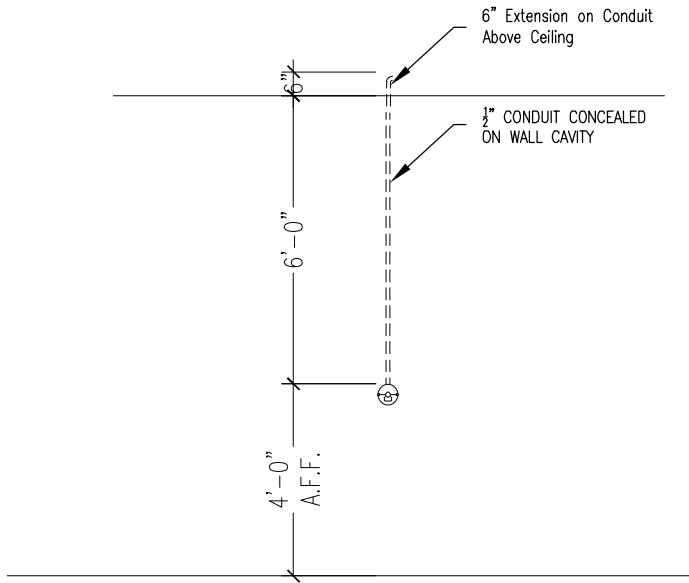 6" Extension on Conduit
Above Ceiling
6"
½" CONDUIT CONCEALED
ON WALL CAVITY
6'-0"
4'-0"
A.F.F.